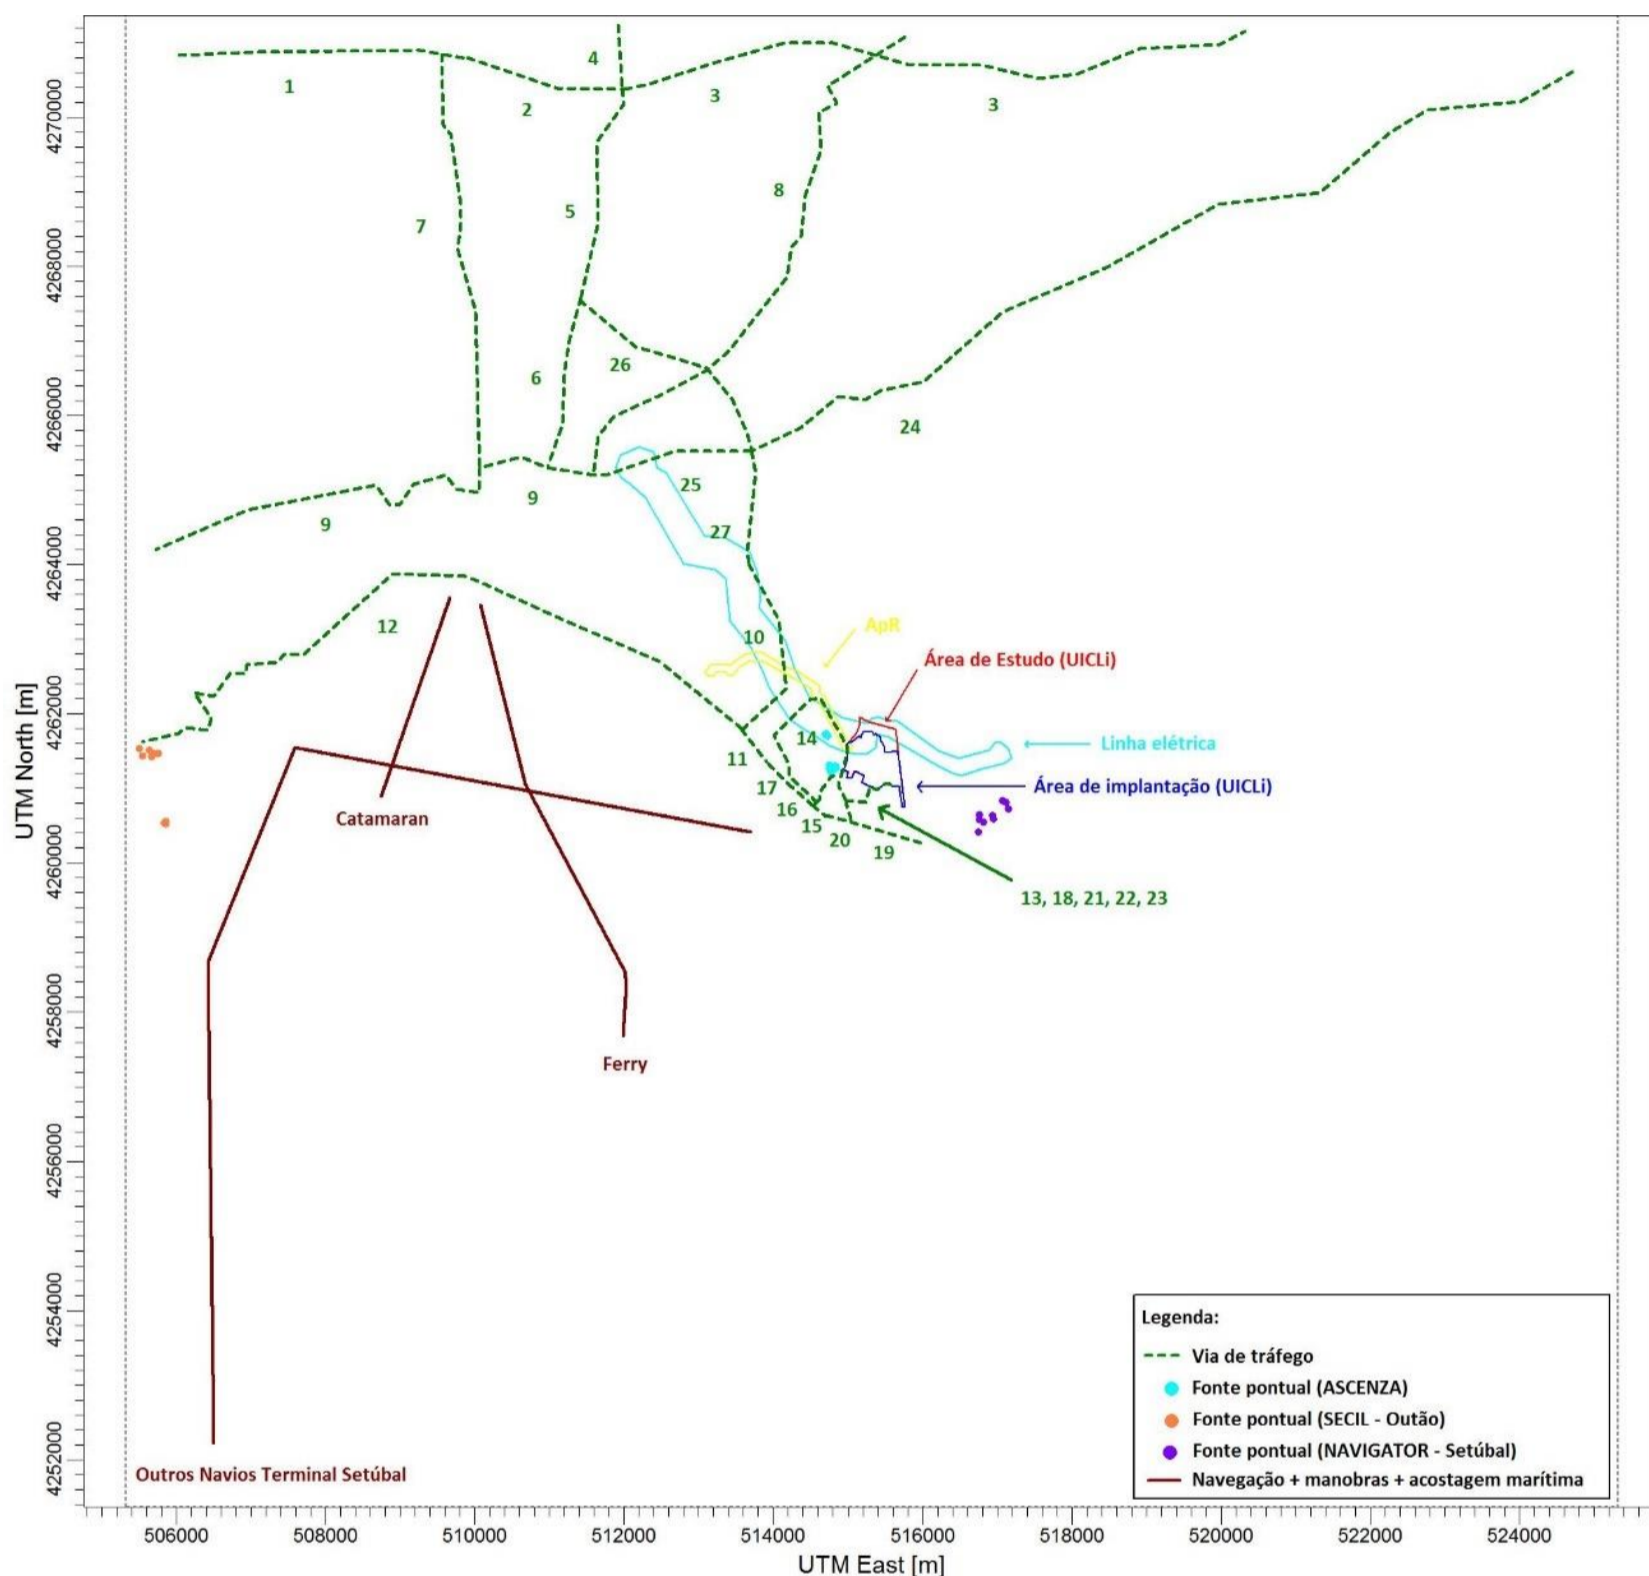 4
1
2
3
3
4270000
8
5
7
4268000
26
6
4266000
24
25
9
9
27
4264000
12
10
ApR
Área de Estudo (UICLi)
4262000
14
Linha elétrica
11
17
Área de implantação (UICLi)
16
Catamaran
15
20
19
4260000
13, 18, 21, 22, 23
UTM North [m]
4258000
Ferry
4256000
4254000
Legenda:
Via de tráfego
Fonte pontual (ASCENZA)
Fonte pontual (SECIL - Outão)
Fonte pontual (NAVIGATOR - Setúbal)
Navegação + manobras + acostagem marítima
4252000
Outros Navios Terminal Setúbal
506000 508000 510000 512000 514000 516000 518000 520000 522000 524000
UTM East [m]